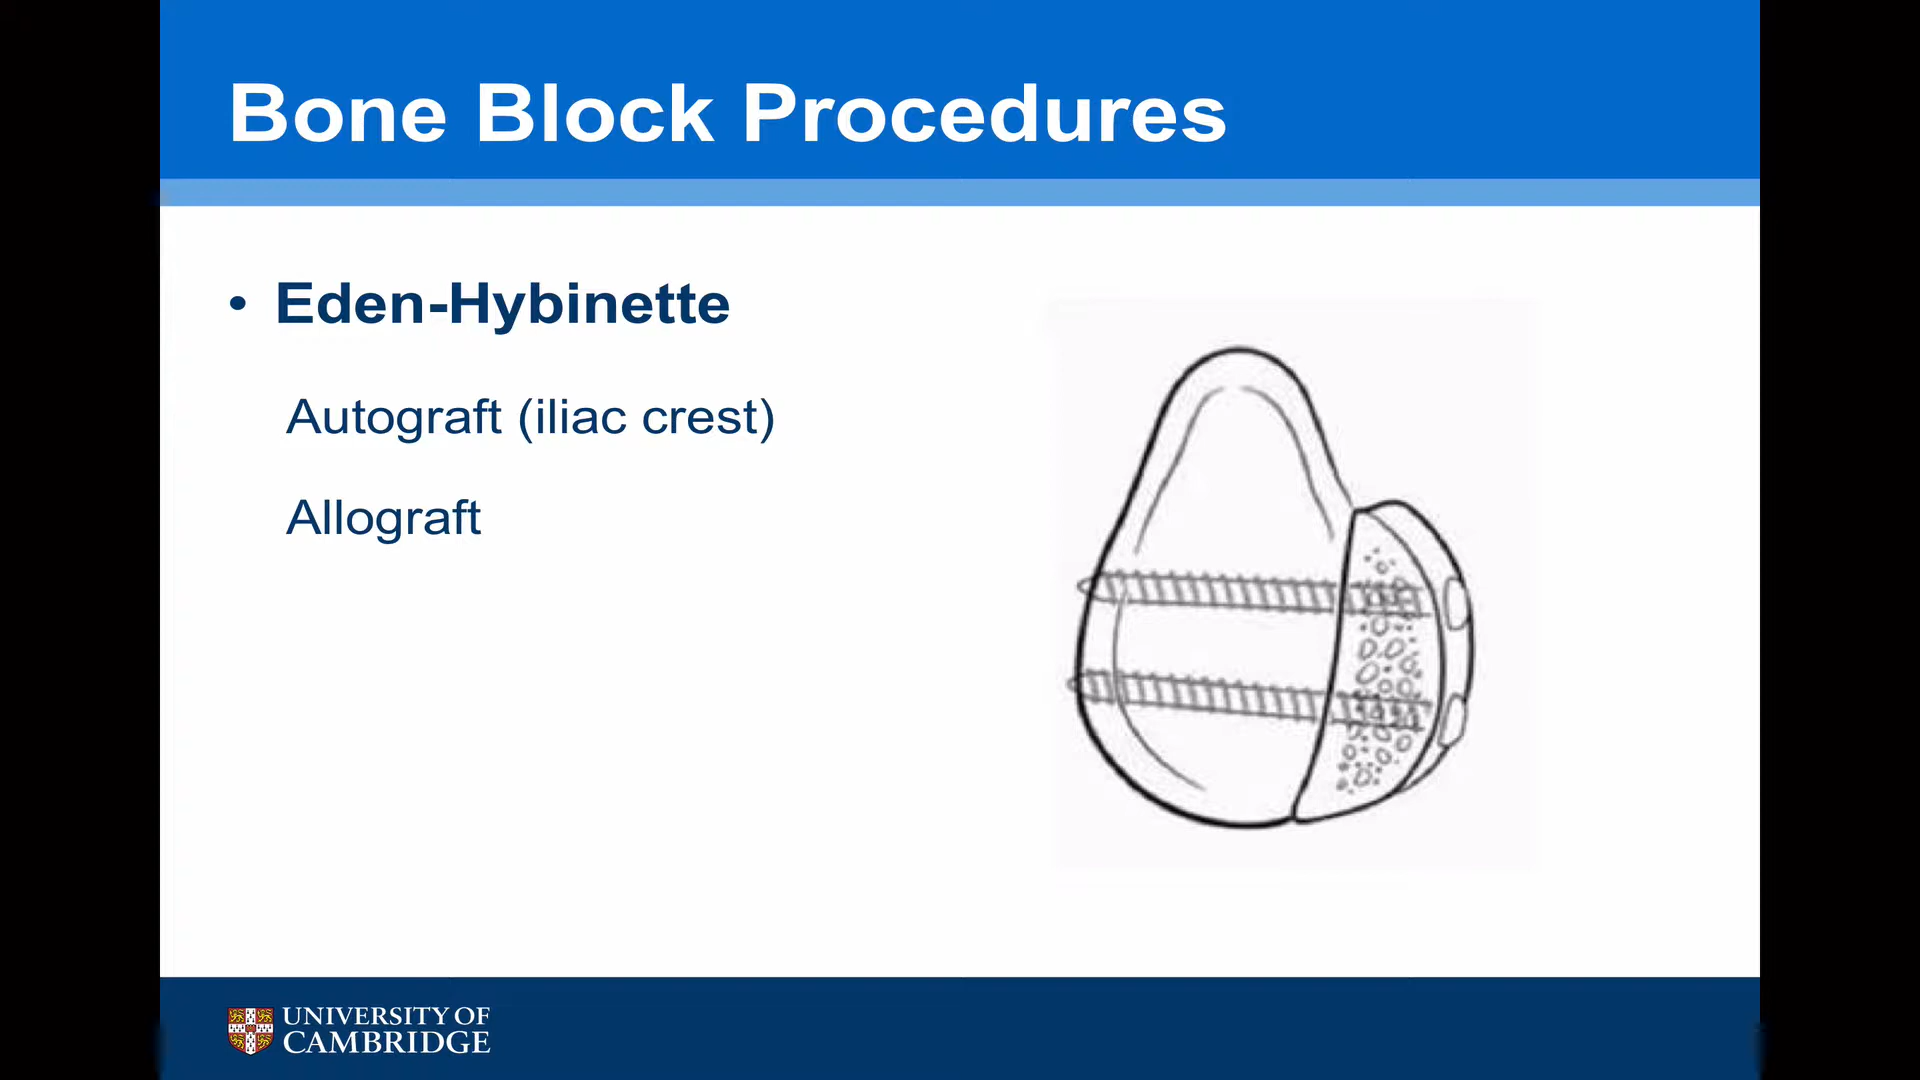 Bone Block Procedures
• Eden-Hybinette
Autograft (iliac crest)
Allograft
UNIVERSITY OF
CAMBRIDGE